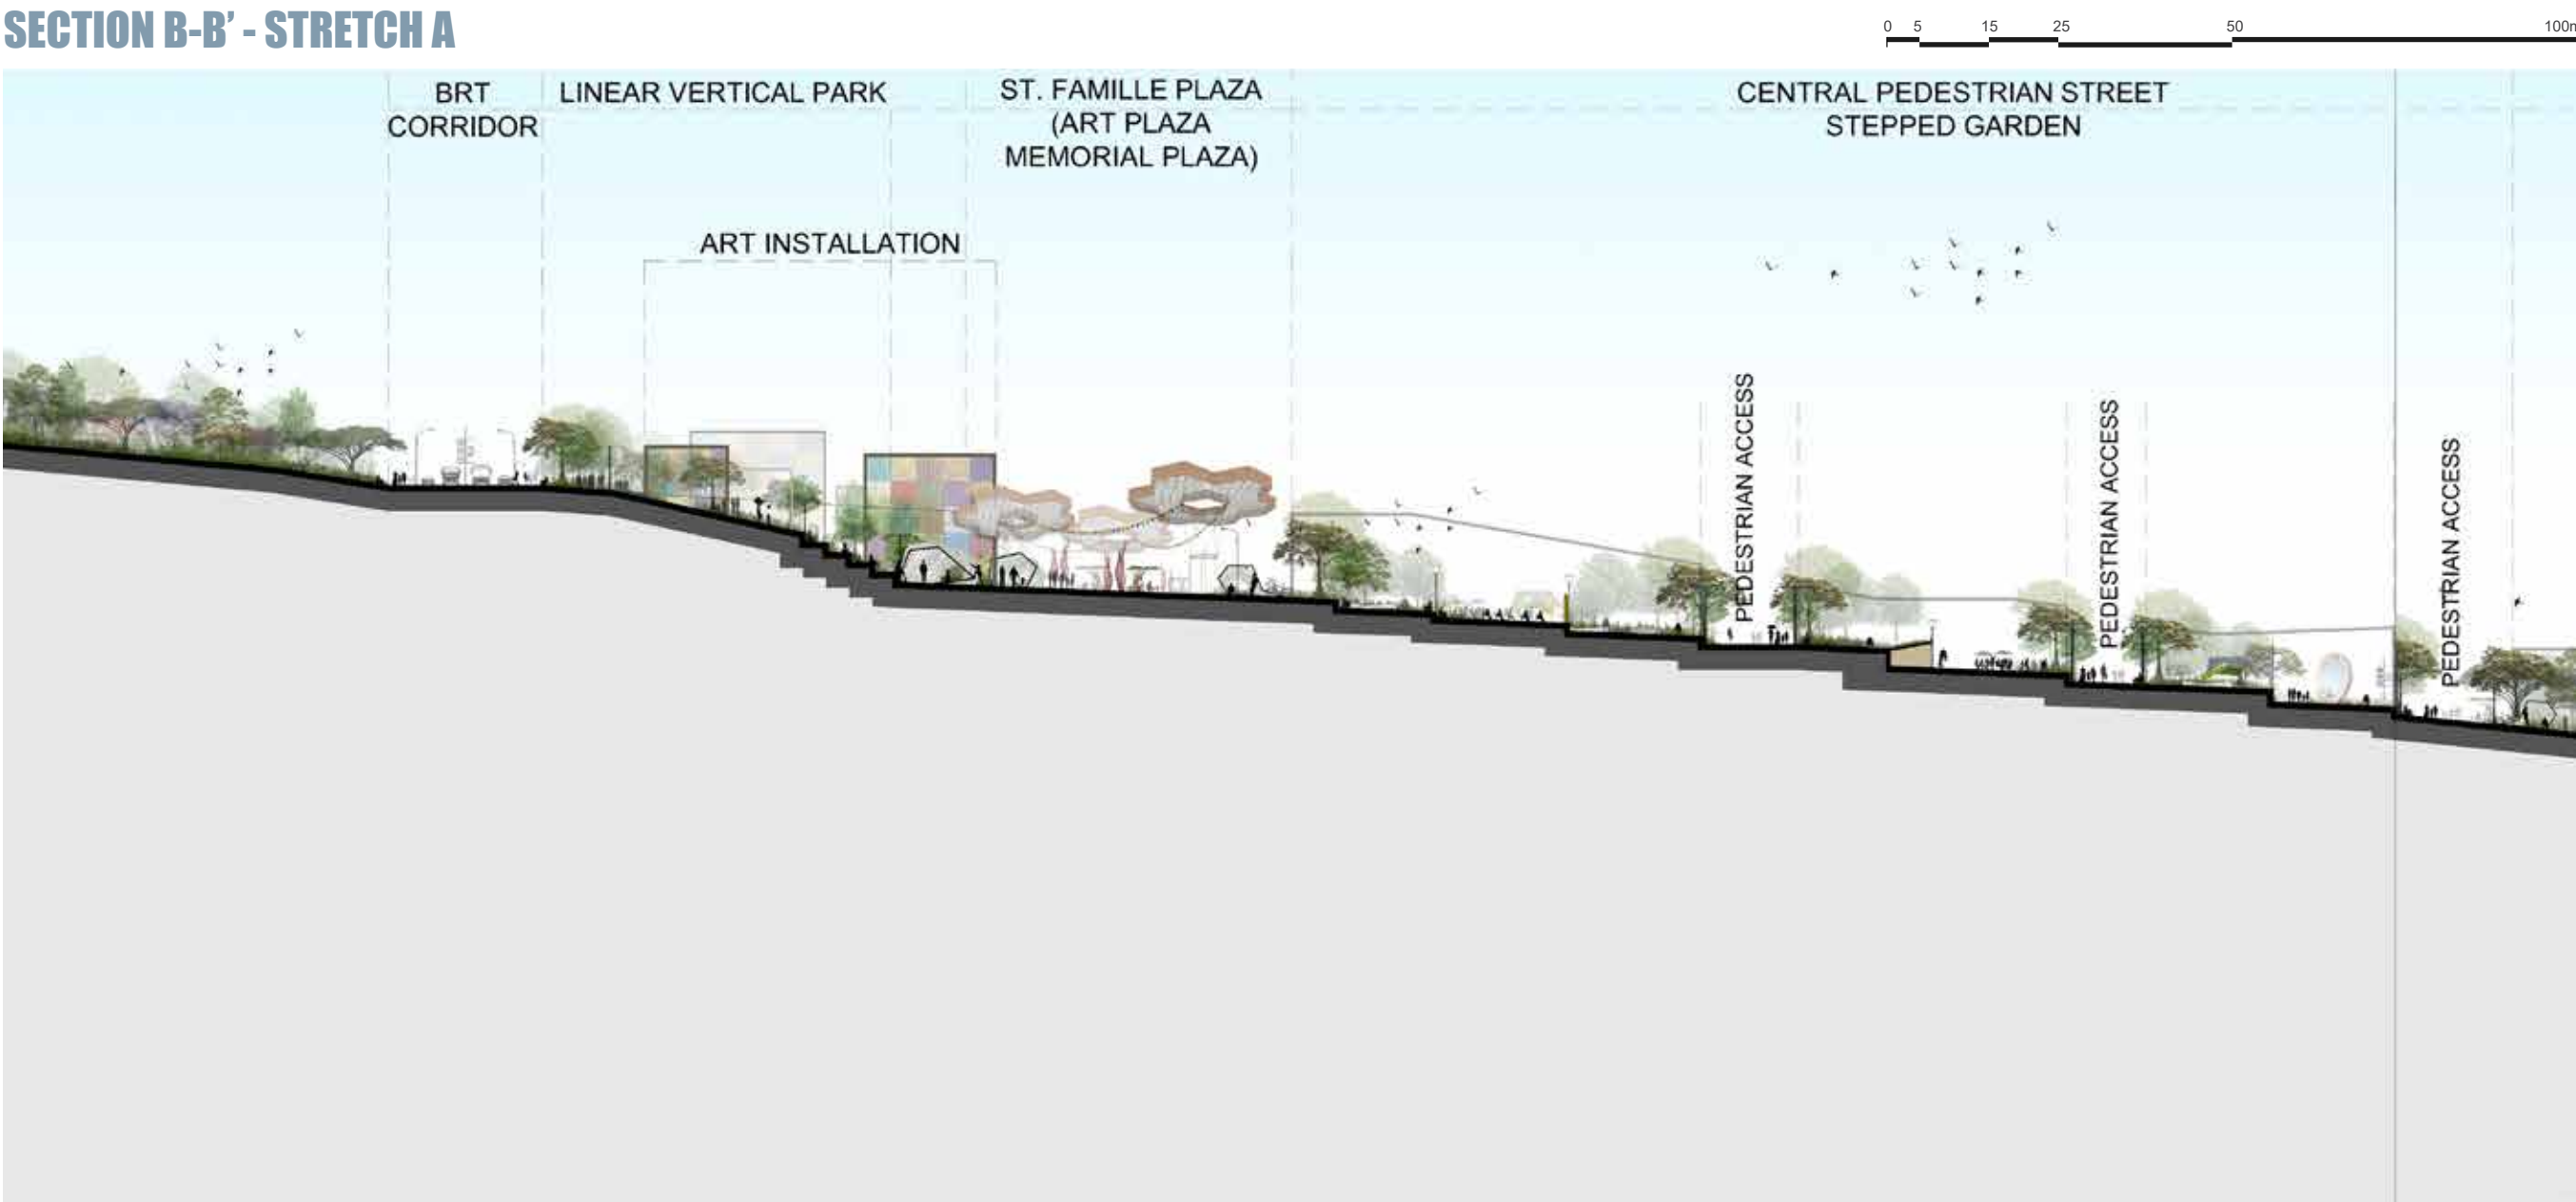 SECTION B-B’ - STRETCH A
0 5 15 25 50 100m
BRT
CORRIDOR
LINEAR VERTICAL PARK
ST. FAMILLE PLAZA
(ART PLAZA
MEMORIAL PLAZA)
CENTRAL PEDESTRIAN STREET
STEPPED GARDEN
ART INSTALLATION
PEDESTRIAN ACCESS
PEDESTRIAN ACCESS
PEDESTRIAN ACCESS